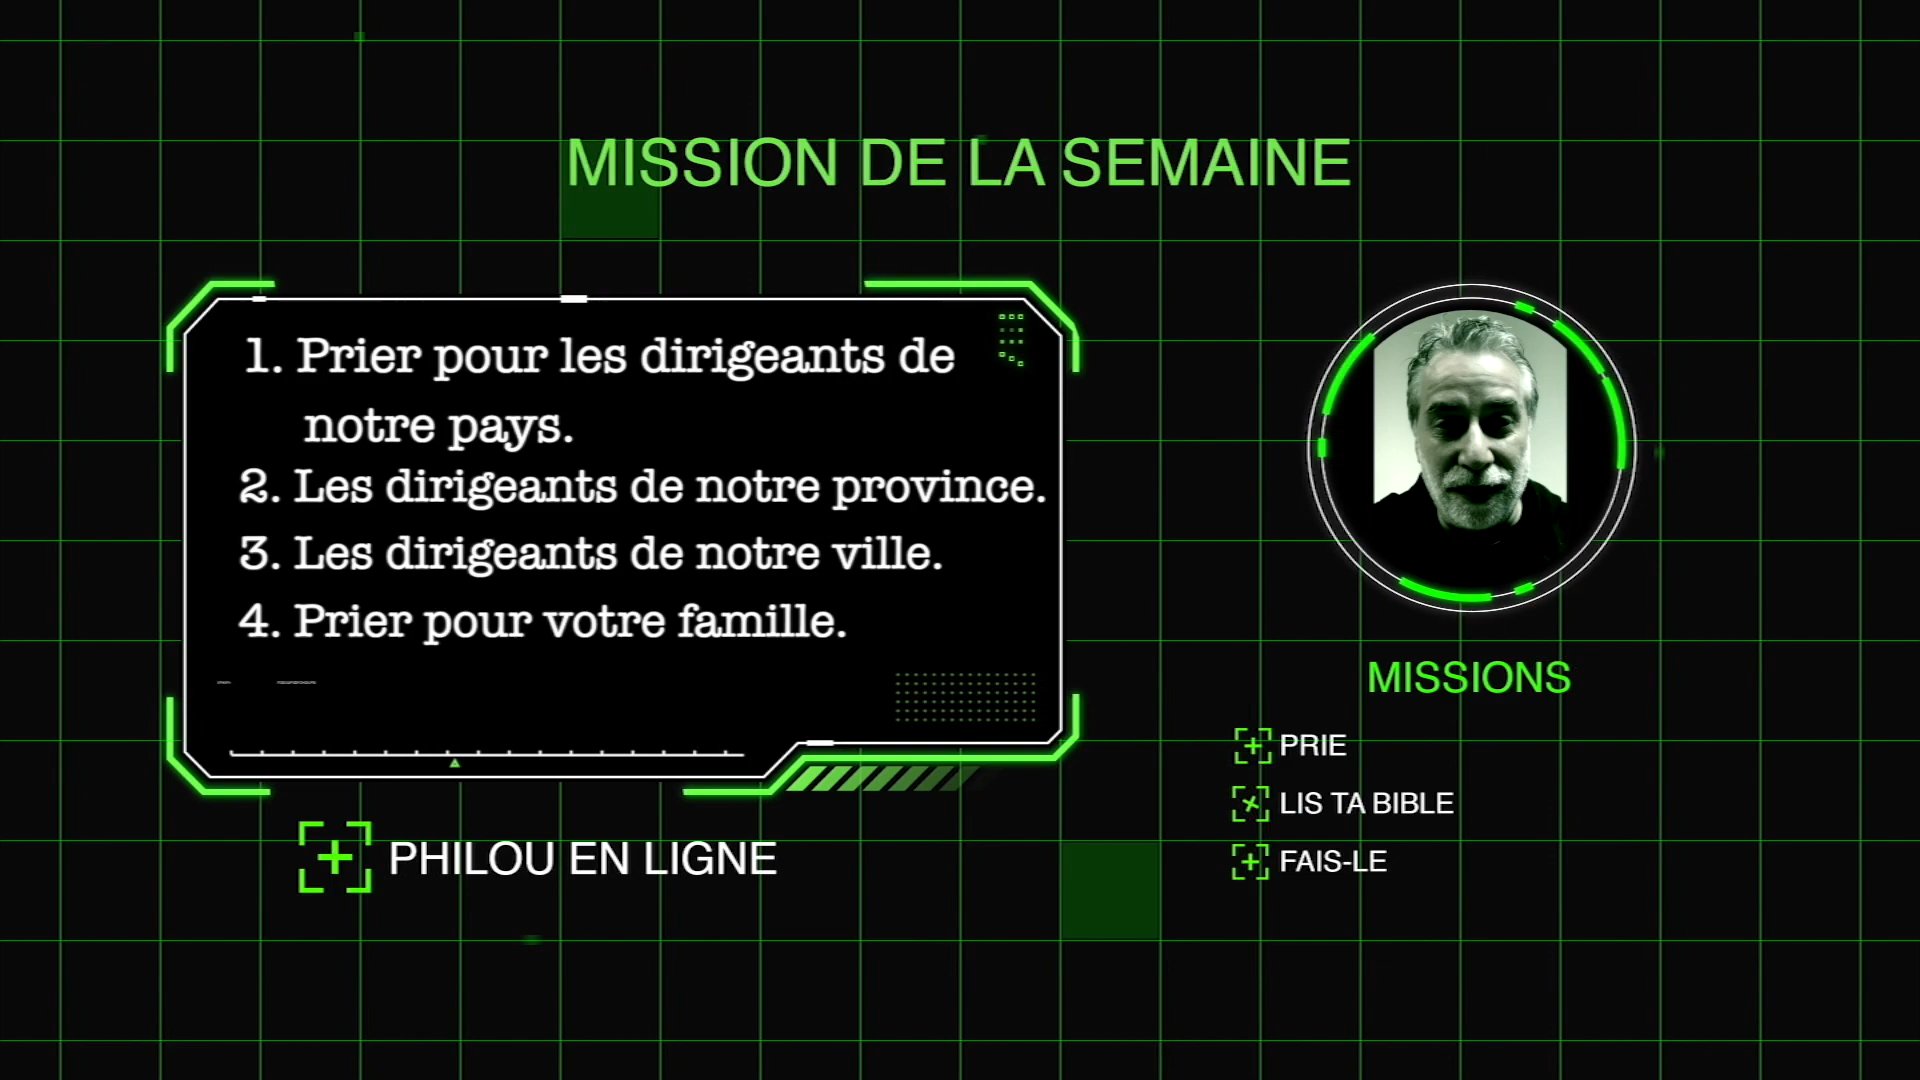 MISSION DE LA SEMAINE
1. Prier pour les dirigeants de
notre pays.
2. Les dirigeants de notre province.
3. Les dirigeants de notre ville.
4. Prier pour votre famille.
PHILOU EN LIGNE
MISSIONS
PRIE
LIS TA BIBLE
FAIS-LE